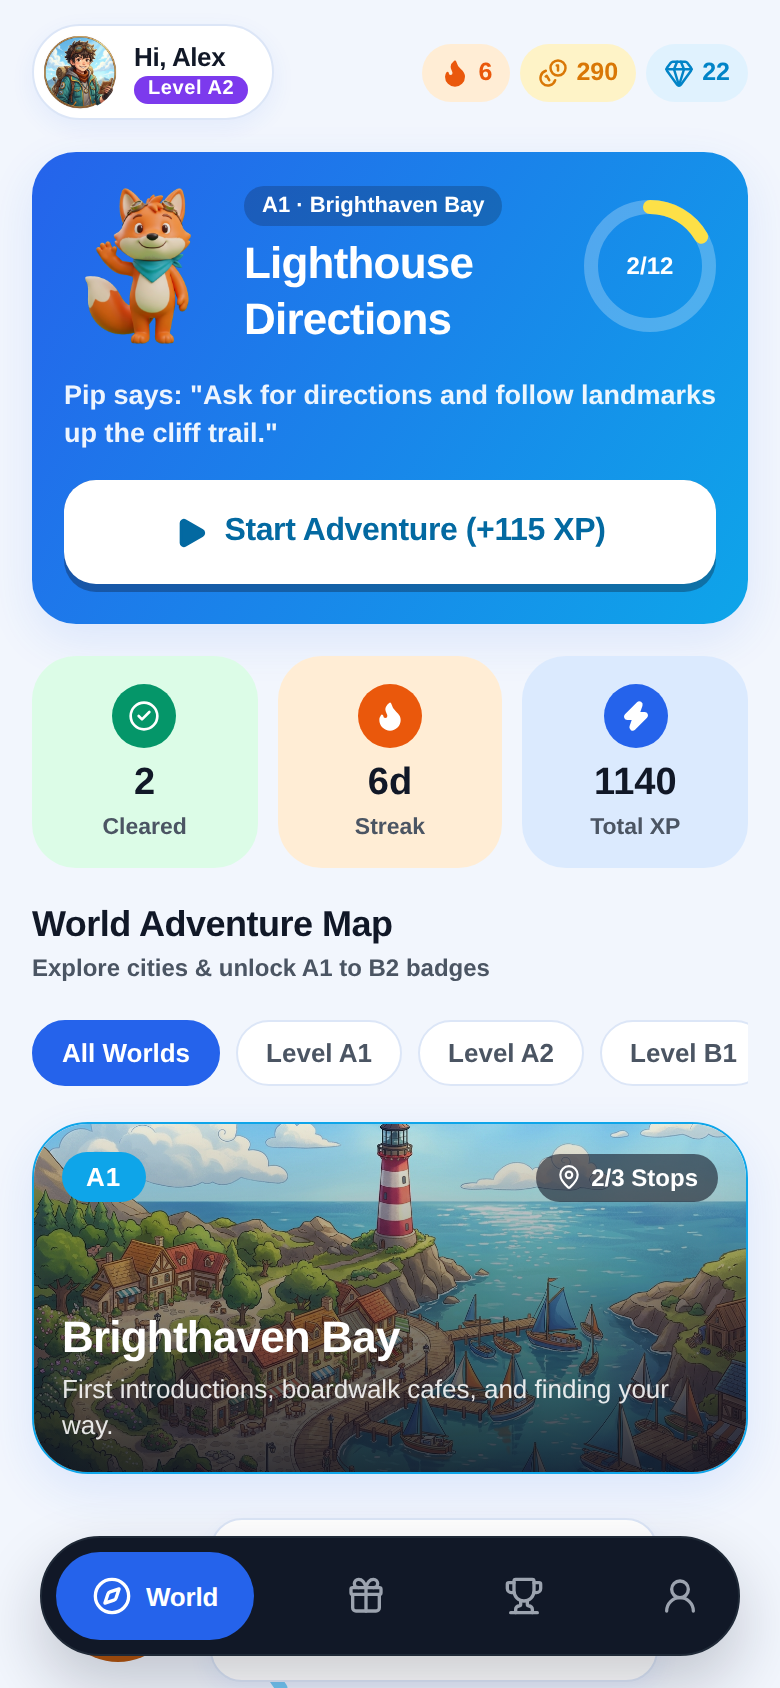 Hi, Alex
Level A2
6
290
22
A1 · Brighthaven Bay
Lighthouse
Directions
2/12
Pip says: "Ask for directions and follow landmarks
up the cliff trail."
Start Adventure (+115 XP)
2
Cleared
6d
Streak
1140
Total XP
World Adventure Map
Explore cities & unlock A1 to B2 badges
All Worlds
Level A1
Level A2
Level B1
A1
2/3 Stops
Brighthaven Bay
First introductions, boardwalk cafes, and finding your
way.
World